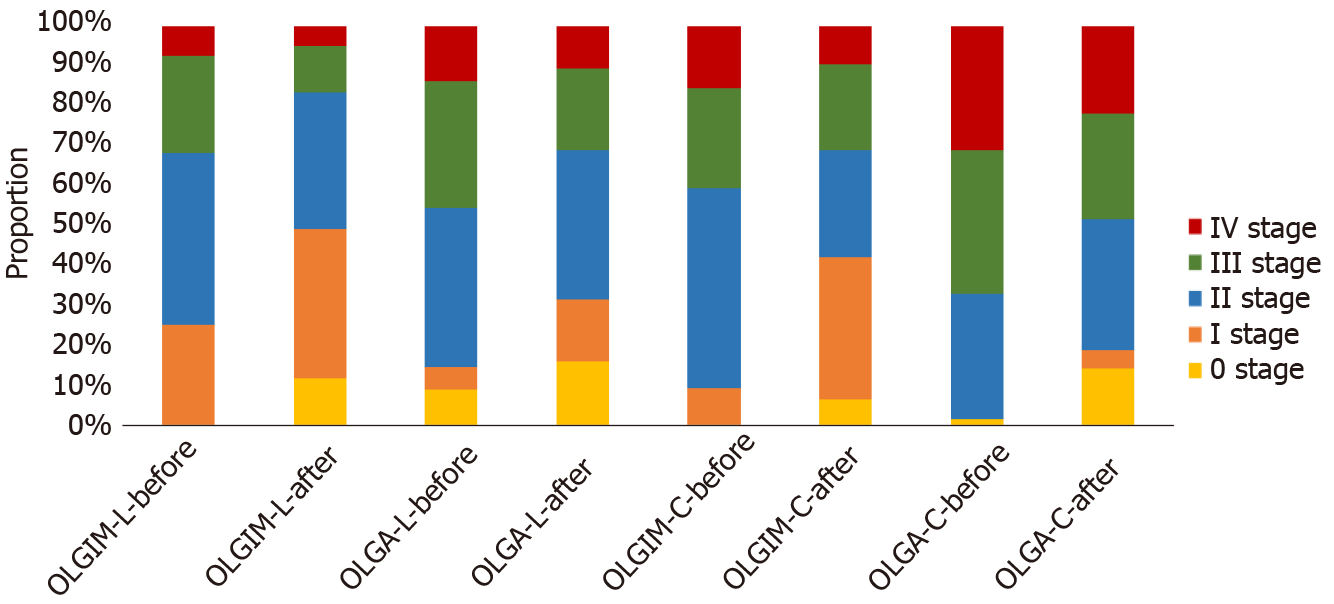 100%
90%
80%
70%
60%
50%
40%
30%
20%
10%
0%
Proportion
OLGIM-L-before
OLGIM-L-after
OLGA-L-before
OLGA-L-after
OLGIM-C-before
OLGIM-C-after
OLGA-C-before
OLGA-C-after
IV stage
III stage
II stage
I stage
0 stage